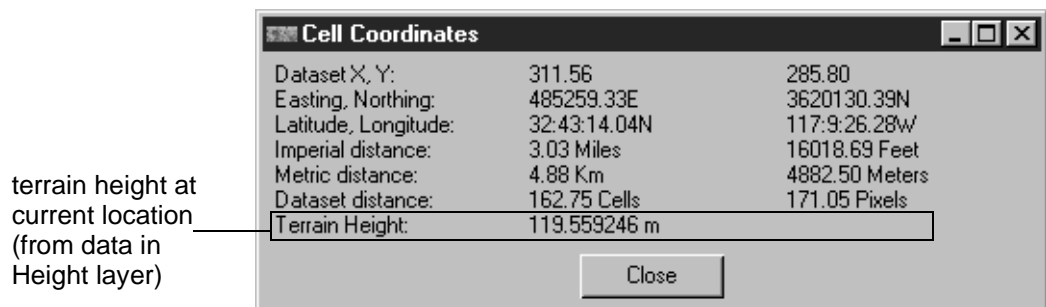 Cell Coordinates
Dataset X, Y: 311.56 285.80
Easting, Northing: 485259.33E 3620130.39N
Latitude, Longitude: 32:43:14.04N 117:9:26.28W
Imperial distance: 3.03 Miles 16018.69 Feet
Metric distance: 4.88 Km 4882.50 Meters
Dataset distance: 162.75 Cells 171.05 Pixels
Terrain Height: 119.559246 m
Close
terrain height at
current location
(from data in
Height layer)